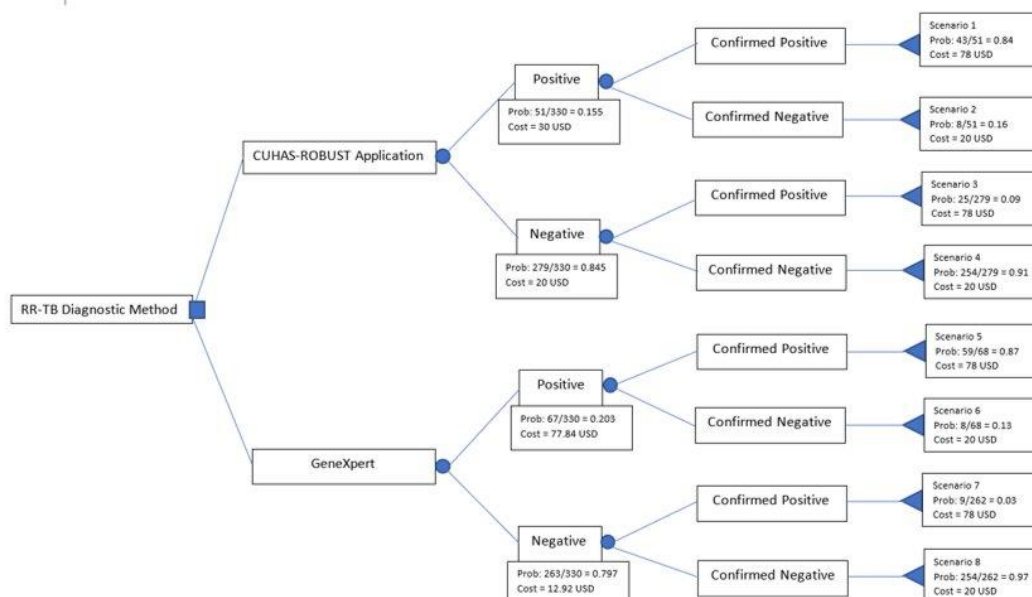 Scenario 1
Prob: 43/51 = 0.84
Cost = 78 USD
Confirmed Positive
Positive
Prob: 51/330 = 0.155
Cost = 30 USD
Confirmed Negative
Scenario 2
Prob:
8/51 = 0.16
Cost = 20 USD
CUHAS-ROBUST Application
Scenario 3
Prob: 25/279 = 0.09
Cost = 78 USD
Confirmed Positive
Negative
Prob: 279/330 = 0.845
Cost = 20 USD
Confirmed Negative
Scenario 4
Prob: 254/279 = 0.91
Cost = 20 USD
RR-TB Diagnostic Method
Scenario 5
Prob: 59/68 = 0.87
Cost = 78 USD
Confirmed Positive
Positive
Prob: 67/330 = 0.203
Cost = 77.84 USD
Confirmed Negative
Scenario 6
Prob: 8/68 = 0.13
Cost = 20 USD
GeneXpert
Scenario 7
Prob: 9/262 = 0.03
Cost = 78 USD
Confirmed Positive
Negative
Prob: 263/330 = 0.797
Cost = 12.92 USD
Confirmed Negative
Scenario 8
Prob: 254/262 = 0.97
Cost = 20 USD